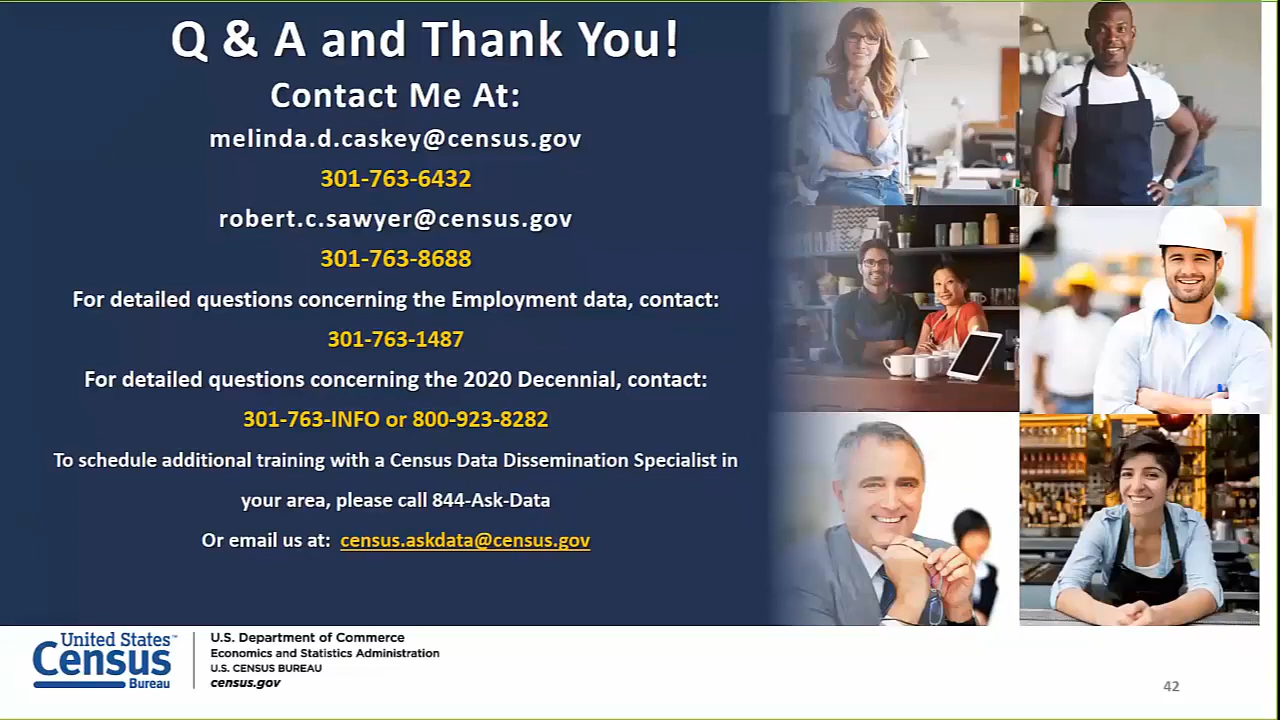 Q & A and Thank You!
Contact Me At:
melinda.d.caskey@census.gov
301-763-6432
robert.c.sawyer@census.gov
301-763-8688
For detailed questions concerning the Employment data, contact:
301-763-1487
For detailed questions concerning the 2020 Decennial, contact:
301-763-INFO or 800-923-8282
To schedule additional training with a Census Data Dissemination Specialist in
your area, please call 844-Ask-Data
Or email us at: census.askdata@census.gov
United States™
Census
Bureau
U.S. Department of Commerce
Economics and Statistics Administration
U.S. CENSUS BUREAU
census.gov
42